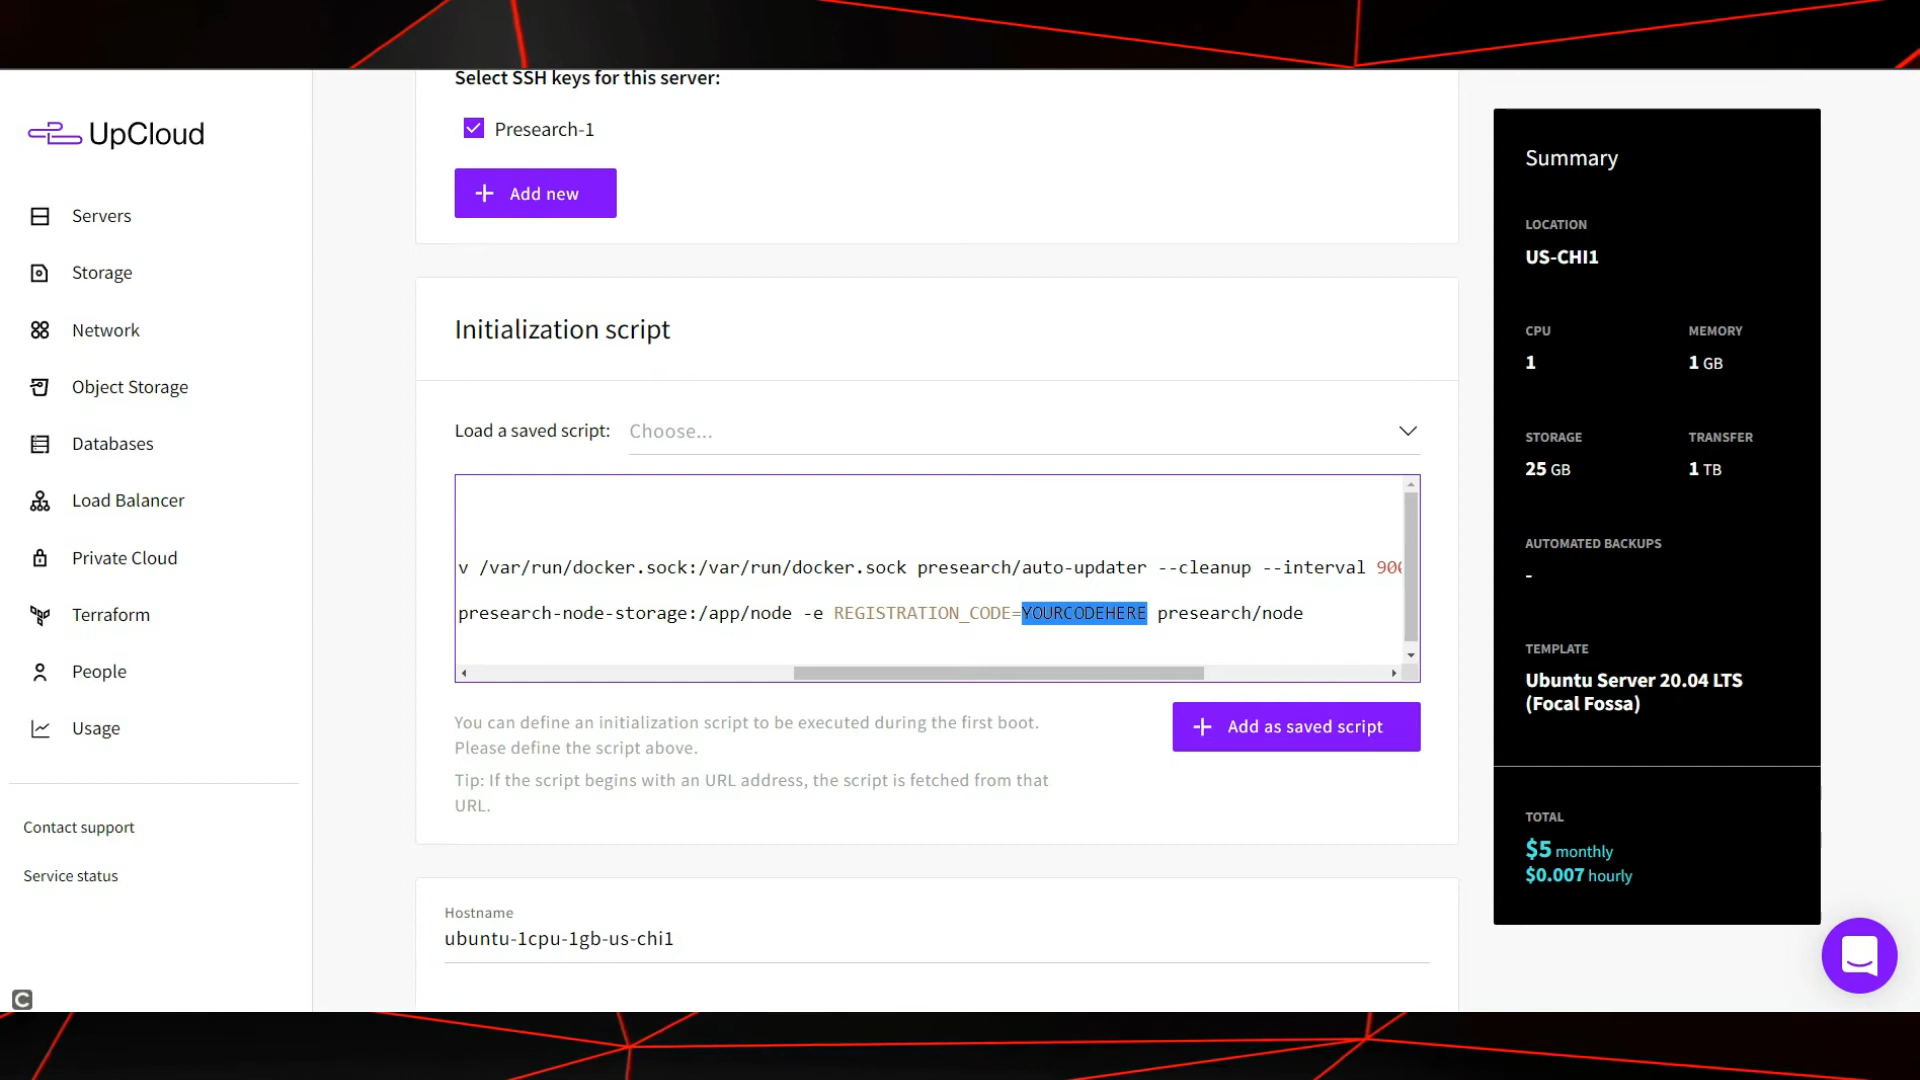 UpCloud
Servers
Storage
Network
Object Storage
Databases
Load Balancer
Private Cloud
Terraform
People
Usage
Contact support
Service status
Select SSH keys for this server:
Presearch-1
Add new
Initialization script
Load a saved script: Choose...
v /var/run/docker.sock:/var/run/docker.sock presearch/auto-updater --cleanup --interval 900
presearch-node-storage:/app/node -e REGISTRATION_CODE=YOURCODEHERE presearch/node
You can define an initialization script to be executed during the first boot.
Please define the script above.
Tip: If the script begins with an URL address, the script is fetched from that
URL.
Add as saved script
Hostname
ubuntu-1cpu-1gb-us-chi1
Summary
LOCATION
US-CHI1
CPU MEMORY
1 1 GB
STORAGE TRANSFER
25 GB 1 TB
AUTOMATED BACKUPS
-
TEMPLATE
Ubuntu Server 20.04 LTS
(Focal Fossa)
TOTAL
$5 monthly
$0.007 hourly
C